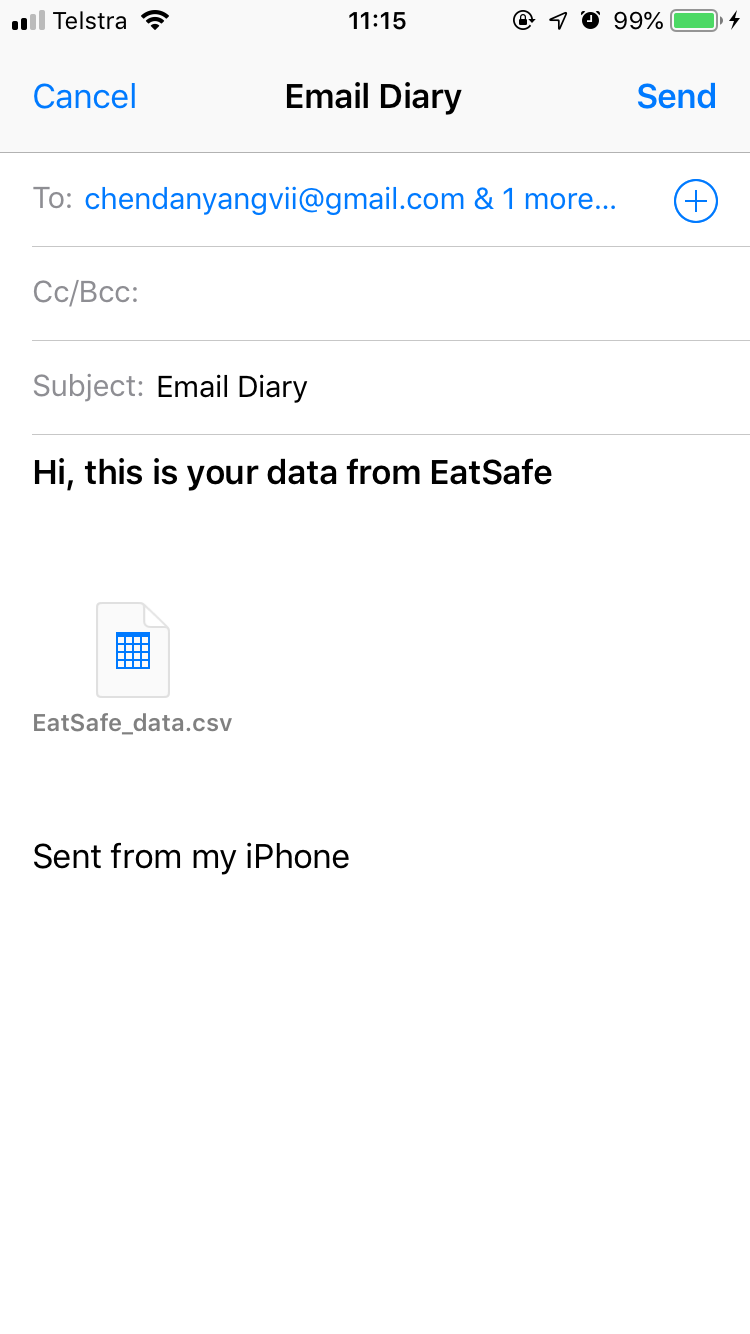 Telstra 11:15 99%
Cancel Email Diary Send
To: chendanyangvii@gmail.com & 1 more...
Cc/Bcc:
Subject: Email Diary
Hi, this is your data from EatSafe
EatSafe_data.csv
Sent from my iPhone